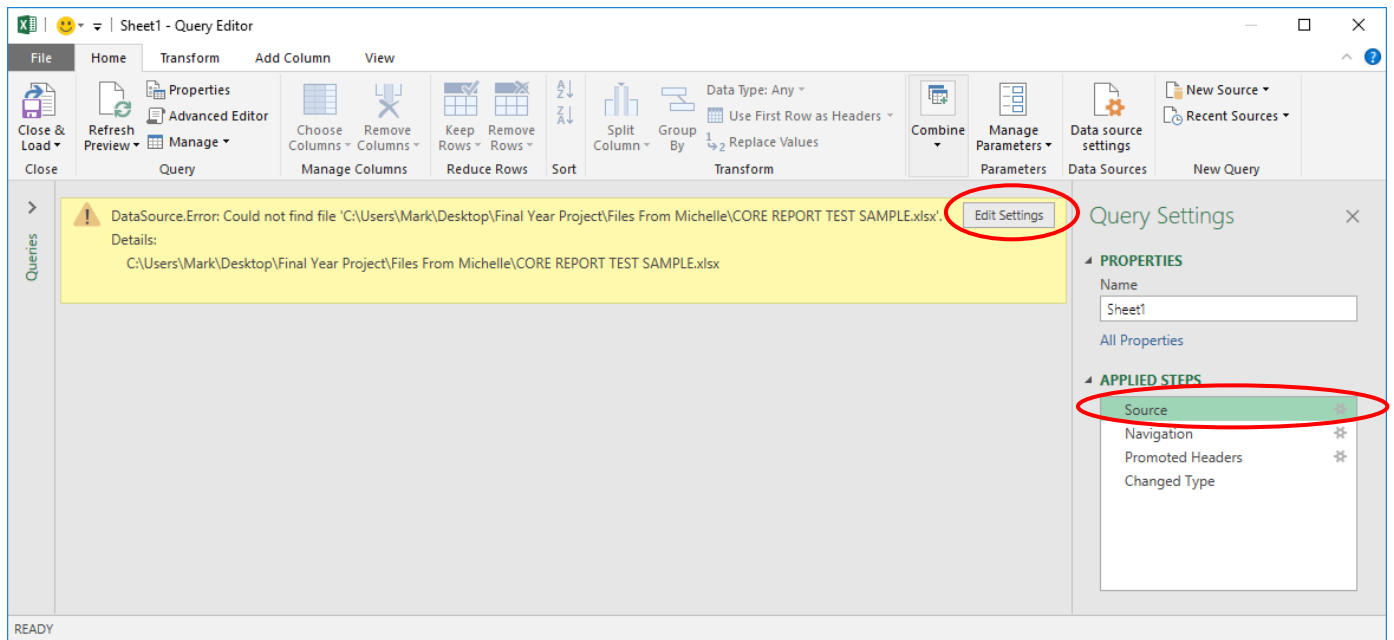 Sheet1 - Query Editor
File Home Transform Add Column View
Close & Load
Refresh Preview
Properties
Advanced Editor
Manage
Choose Columns
Remove Columns
Keep Rows
Remove Rows
Split Column
Group By
Data Type: Any
Use First Row as Headers
1 2 Replace Values
Combine
Manage Parameters
Data source settings
New Source
Recent Sources
Close Query Manage Columns Reduce Rows Sort Transform Parameters Data Sources New Query
Queries
DataSource.Error: Could not find file 'C:\Users\Mark\Desktop\Final Year Project\Files From Michelle\CORE REPORT TEST SAMPLE.xlsx'.
Edit Settings
Details:
C:\Users\Mark\Desktop\Final Year Project\Files From Michelle\CORE REPORT TEST SAMPLE.xlsx
Query Settings
PROPERTIES
Name
Sheet1
All Properties
APPLIED STEPS
Source
Navigation
Promoted Headers
Changed Type
READY